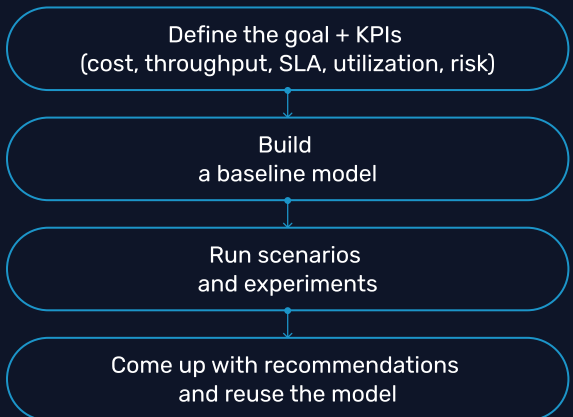 Define the goal + KPIs
(cost, throughput, SLA, utilization, risk)
Build
a baseline model
Run scenarios
and experiments
Come up with recommendations
and reuse the model